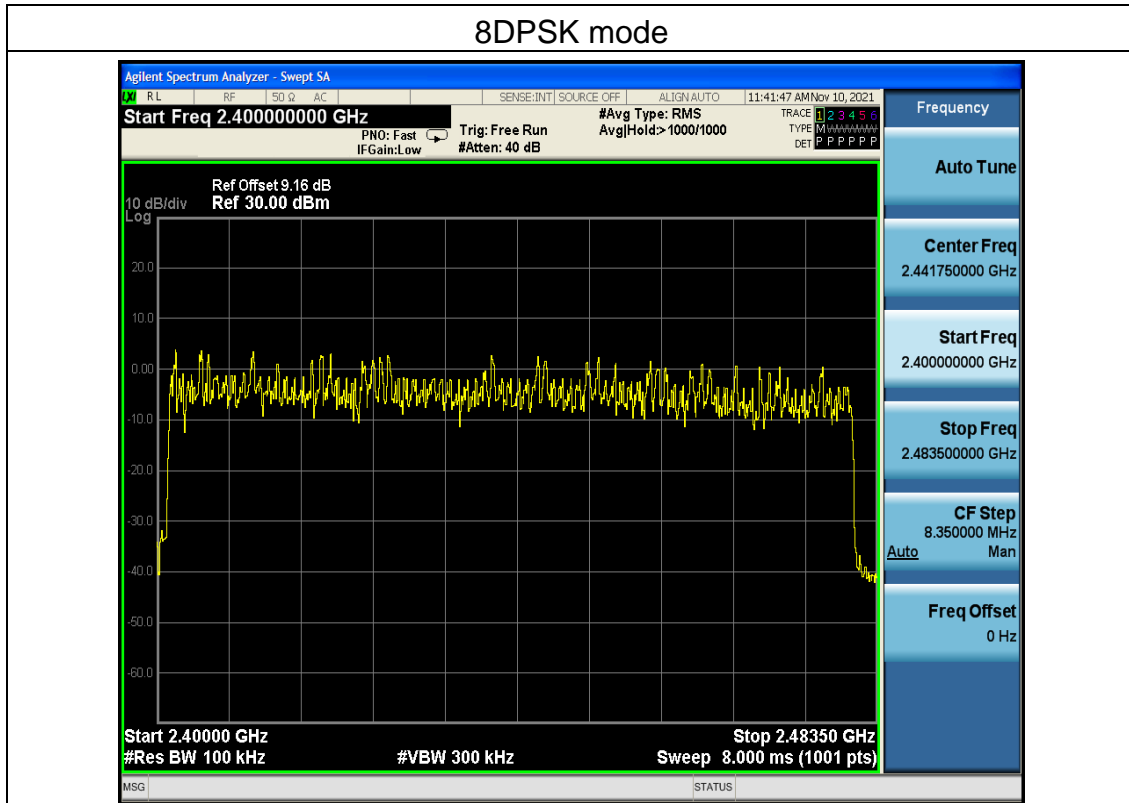 8DPSK mode
Agilent Spectrum Analyzer - Swept SA
LXI RL RF 50 Ω AC SENSE:INT SOURCE OFF ALIGN AUTO 11:41:47 AM Nov 10, 2021
Start Freq 2.400000000 GHz
PNO: Fast
IFGain:Low
Trig: Free Run
#Atten: 40 dB
#Avg Type: RMS
Avg|Hold:>1000/1000
TRACE 1 2 3 4 5 6
TYPE M W W W W W
DET P P P P P P
Ref Offset 9.16 dB
10 dB/div Ref 30.00 dBm
Log
20.0
10.0
0.00
-10.0
-20.0
-30.0
-40.0
-50.0
-60.0
Start 2.40000 GHz Stop 2.48350 GHz
#Res BW 100 kHz #VBW 300 kHz Sweep 8.000 ms (1001 pts)
MSG STATUS
Frequency
Auto Tune
Center Freq
2.441750000 GHz
Start Freq
2.400000000 GHz
Stop Freq
2.483500000 GHz
CF Step
8.350000 MHz
Auto Man
Freq Offset
0 Hz